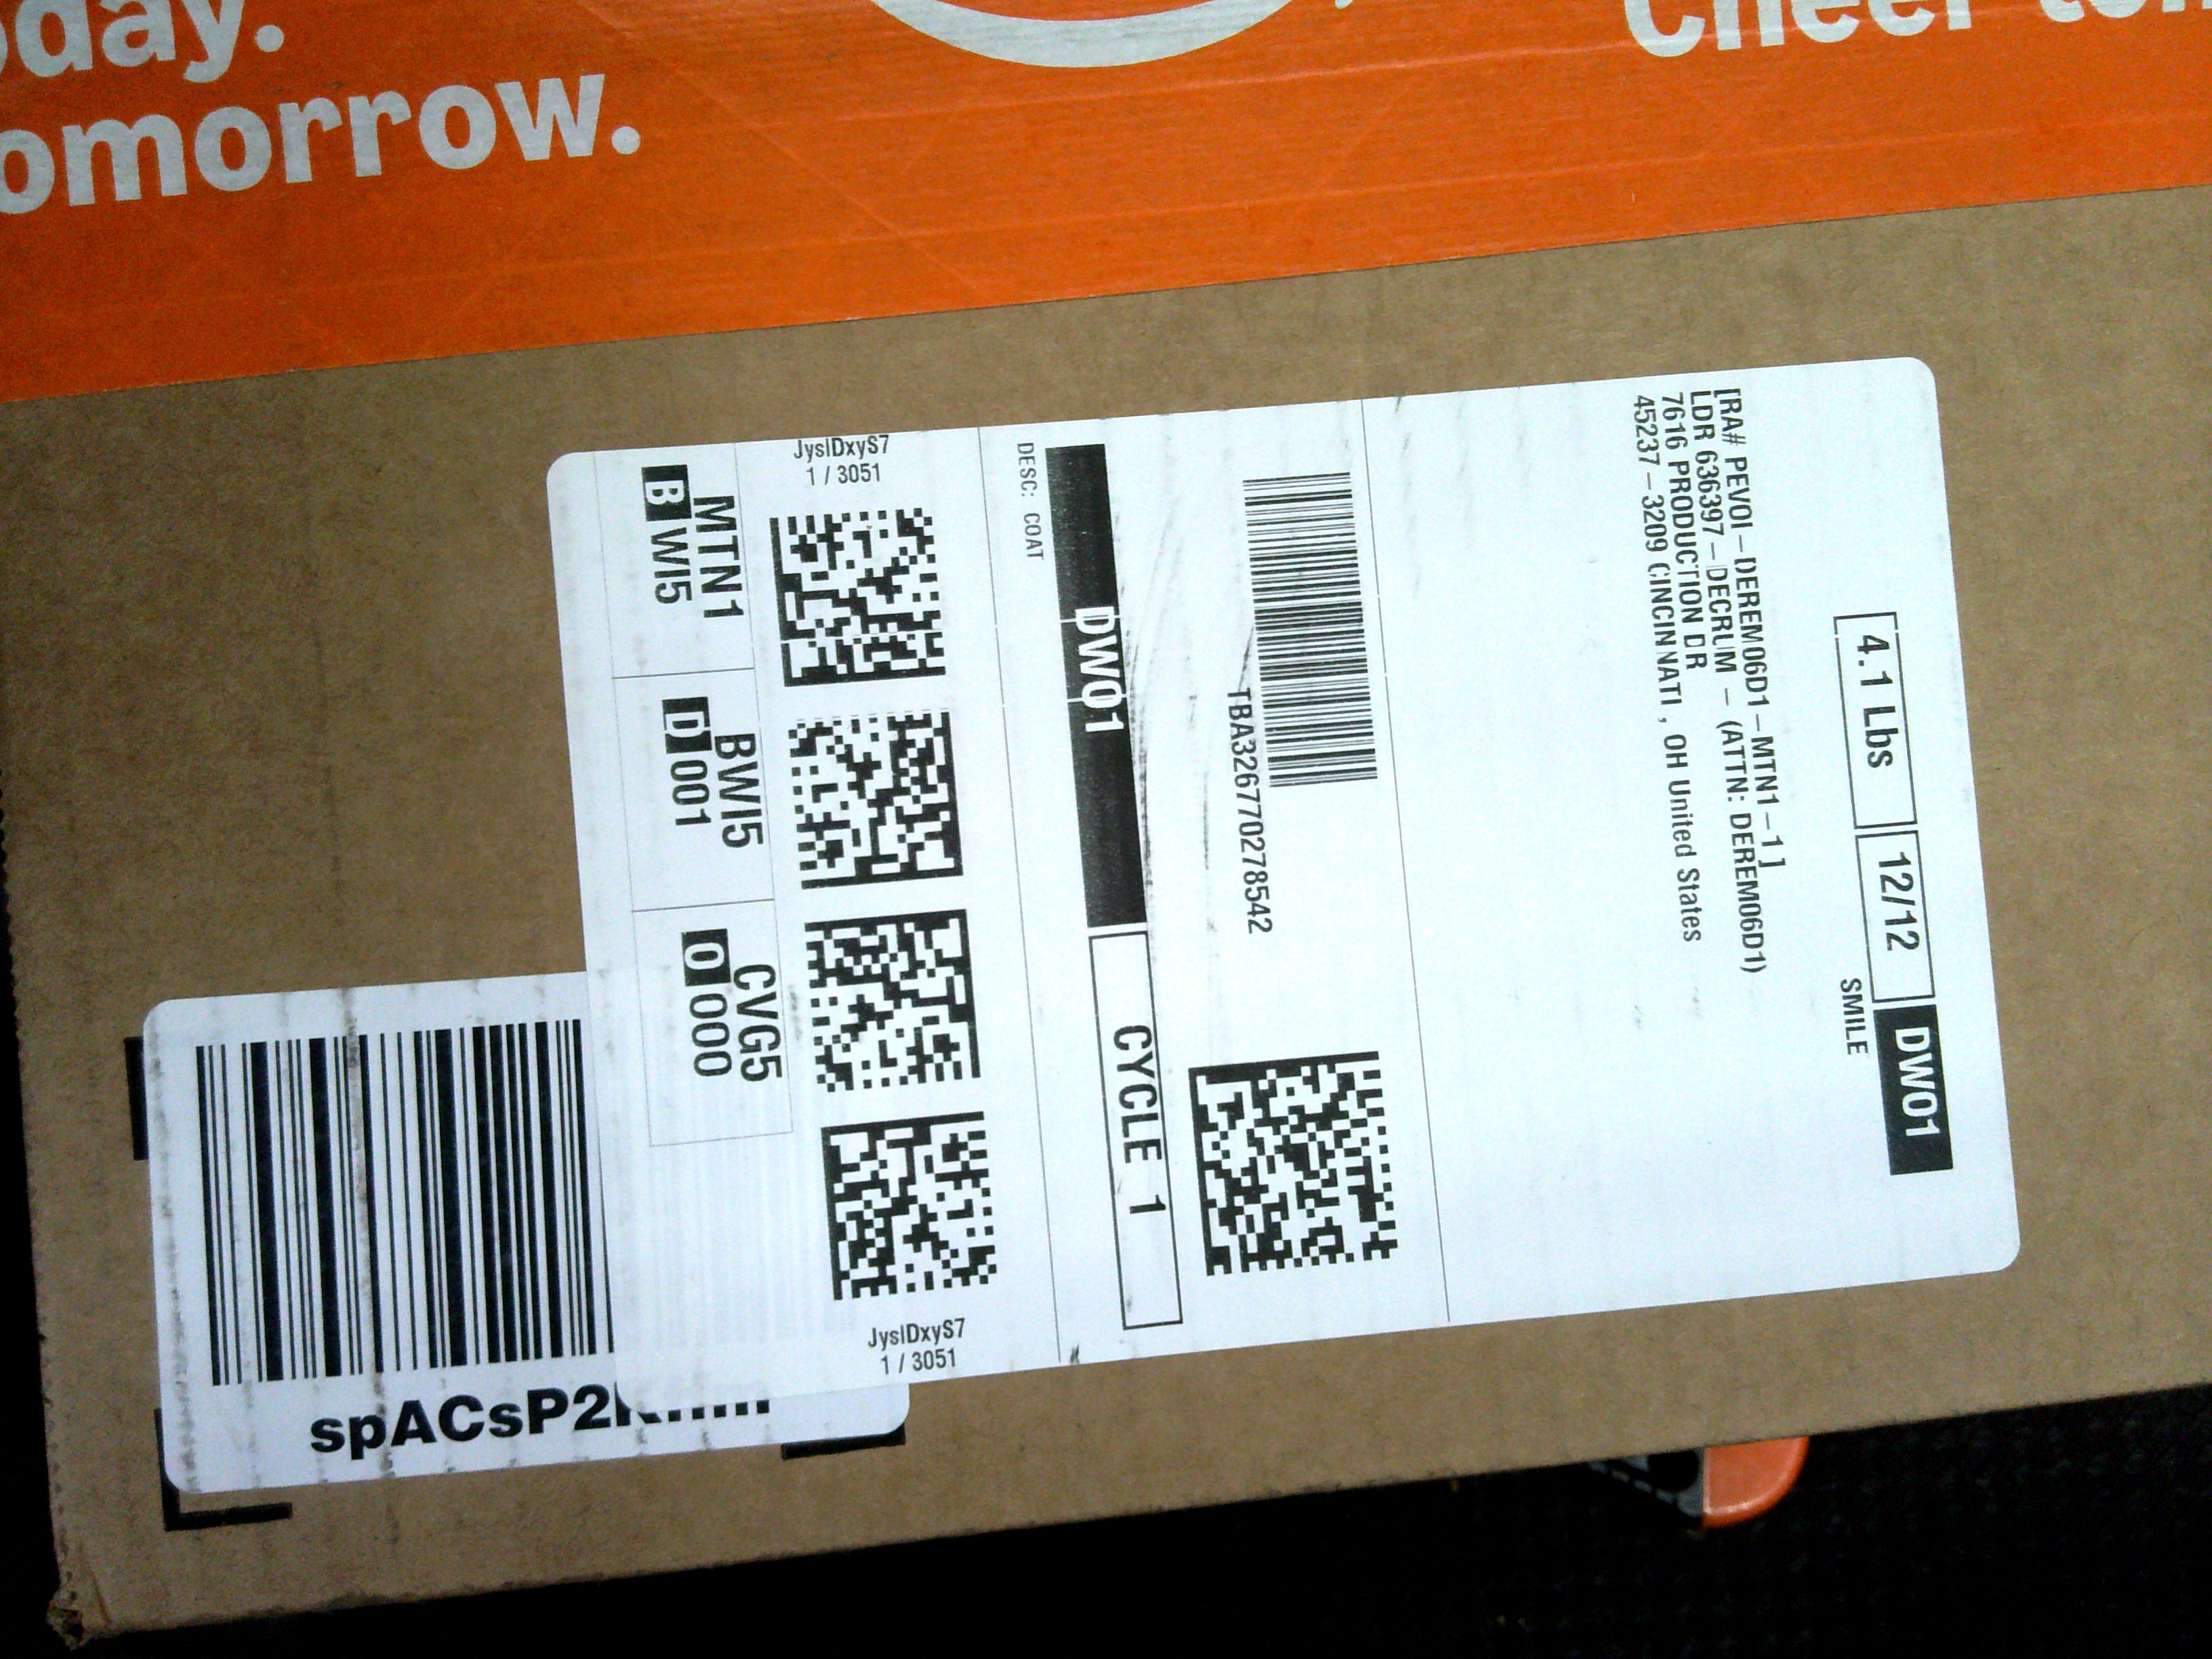 oday.
omorrow.
Cheer
4.1 Lbs
12/12
DW01
SMILE
[RA# PEVOI-DEREM06D1-MTN1-1]
LDR 636397-DECRUM - (ATTN: DEREM06D1)
7616 PRODUCTION DR
45237-3209 CINCINNATI , OH United States
TBA326770278542
DW01
CYCLE 1
DESC: COAT
JysIDxyS7
1 / 3051
JysIDxyS7
1 / 3051
MTN1
B WI5
BWI5
D 001
CVG5
0 000
spACsP2